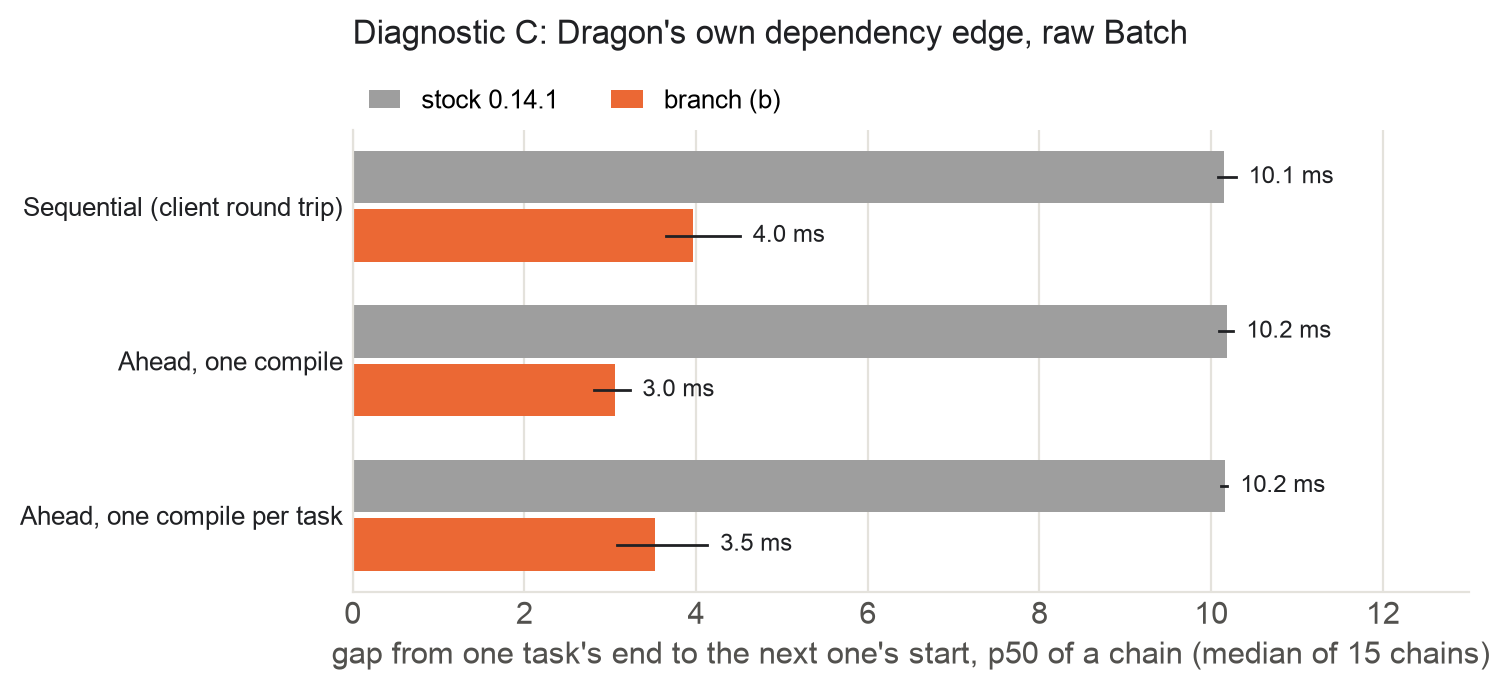 Diagnostic C: Dragon's own dependency edge, raw Batch
stock 0.14.1
branch (b)
Sequential (client round trip)
10.1 ms
4.0 ms
Ahead, one compile
10.2 ms
3.0 ms
Ahead, one compile per task
10.2 ms
3.5 ms
0 2 4 6 8 10 12
gap from one task's end to the next one's start, p50 of a chain (median of 15 chains)